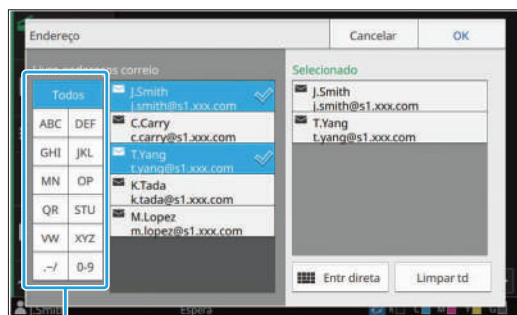 Endereço
Cancelar
OK
Livro endereços correio
Todos
ABC
DEF
GHI
JKL
MN
OP
QR
STU
VW
XYZ
.-/
0-9
J.Smith
j.smith@s1.xxx.com
C.Carry
c.carry@s1.xxx.com
T.Yang
t.yang@s1.xxx.com
K.Tada
k.tada@s1.xxx.com
M.Lopez
m.lopez@s1.xxx.com
Selecionado
J.Smith
j.smith@s1.xxx.com
T.Yang
t.yang@s1.xxx.com
Entr direta
Limpar td
J.Smith
Espera
K
C
M
Y